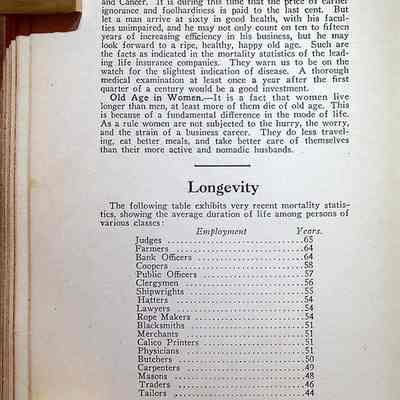 and Cancer. It is during this time that the price of earlier
ignorance and foolhardiness is paid to the last cent. But
let a man arrive at sixty in good health, with his facul-
ties unimpaired, and he may not only count on ten to fifteen
years of increasing efficiency in his business, but he may
look forward to a ripe, healthy, happy old age. Such are
the facts as indicated in the mortality statistics of the lead-
ing life insurance companies. They warn us to be on the
watch for the slightest indication of disease. A thorough
medical examination at least once a year after the first
quarter of a century would be a good investment.
Old Age in Women.—It is a fact that women live
longer than men, at least more of them die of old age. This
is because of a fundamental difference in the mode of life.
As a rule women are not subjected to the hurry, the worry,
and the strain of a business career. They do less travel-
ing, eat better meals, and take better care of themselves
than their more active and nomadic husbands.
Longevity
The following table exhibits very recent mortality statis-
tics, showing the average duration of life among persons of
various classes:
Employment Years.
Judges ........ 65
Farmers ........ 64
Bank Officers ........ 64
Coopers ........ 58
Public Officers ........ 57
Clergymen ........ 56
Shipwrights ........ 55
Hatters ........ 54
Lawyers ........ 54
Rope Makers ........ 54
Blacksmiths ........ 51
Merchants ........ 51
Calico Printers ........ 51
Physicians ........ 51
Butchers ........ 50
Carpenters ........ 49
Masons ........ 48
Traders ........ 46
Tailors ........ 44